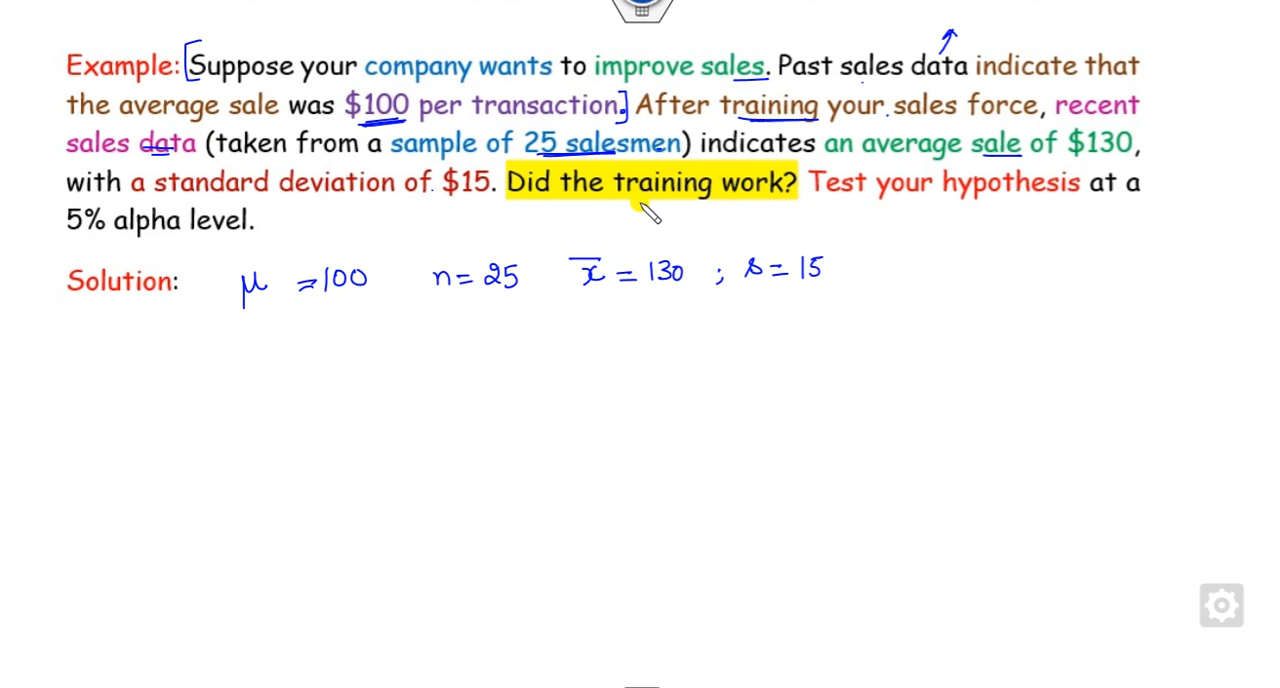 Example: [Suppose your company wants to improve sales. Past sales data indicate that
the average sale was $100 per transaction.] After training your sales force, recent
sales data (taken from a sample of 25 salesmen) indicates an average sale of $130,
with a standard deviation of $15. Did the training work? Test your hypothesis at a
5% alpha level.
Solution: μ = 100 n = 25 x̅ = 130 ; s = 15